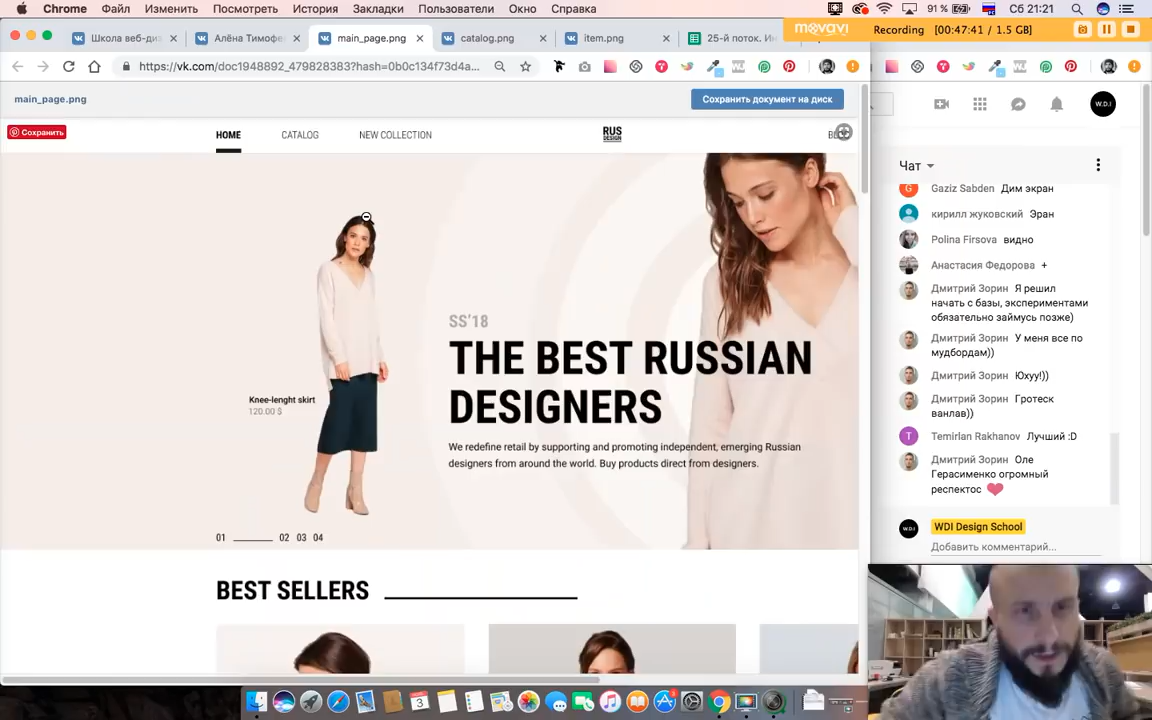 Chrome Файл Изменить Посмотреть История Закладки Пользователи Окно Справка 91 % Сб 21:21
movavi Recording [00:47:41 / 1.5 GB]
Школа веб-диз Алёна Тимофе main_page.png catalog.png item.png 25-й поток. Ин
https://vk.com/doc1948892_479828383?hash=0b0c134f73d4a...
main_page.png
Сохранить документ на диск
Сохранить
HOME CATALOG NEW COLLECTION
RUS
DESIGN
SS'18
THE BEST RUSSIAN
DESIGNERS
We redefine retail by supporting and promoting independent, emerging Russian
designers from around the world. Buy products direct from designers.
Knee-lenght skirt
120.00 $
01 02 03 04
BEST SELLERS
W.D.I
Чат
G Gaziz Sabden Дим экран
кирилл жуковский Эран
Polina Firsova видно
Анастасия Федорова +
Дмитрий Зорин Я решил
начать с базы, экспериментами
обязательно займусь позже)
Дмитрий Зорин У меня все по
мудбордам))
Дмитрий Зорин Юхуу!))
Дмитрий Зорин Гротеск
ванлав))
T Temirlan Rakhanov Лучший :D
Дмитрий Зорин Оле
Герасименко огромный
респектос
W.D.I WDI Design School
Добавить комментарий...